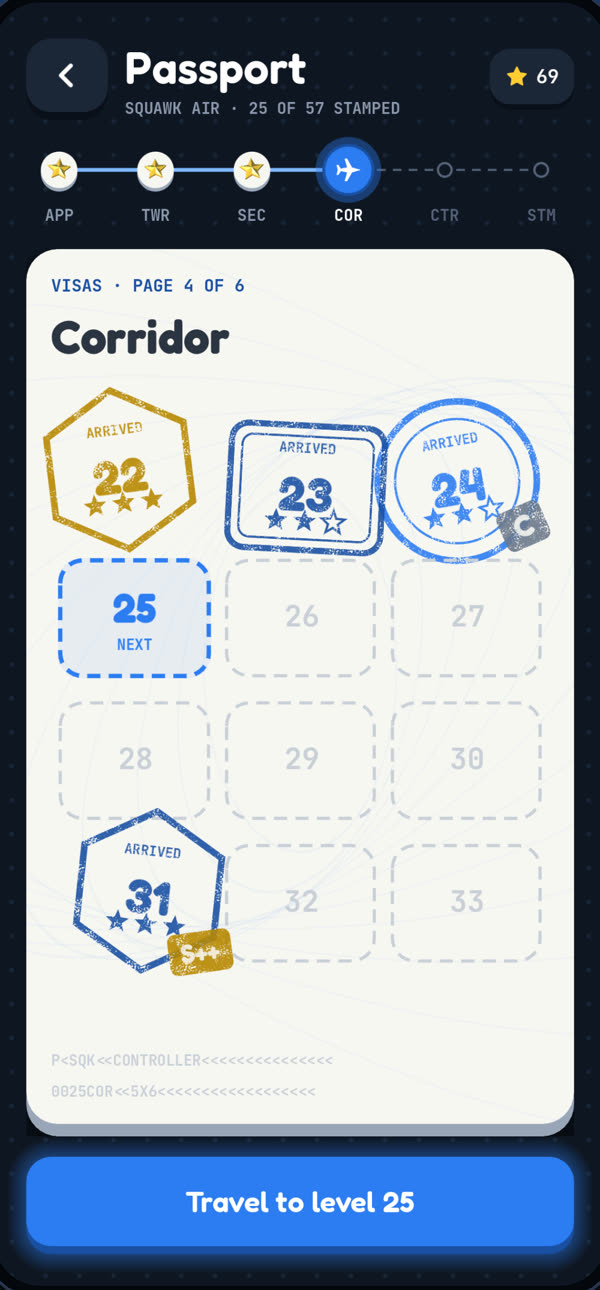 Passport
SQUAWK AIR · 25 OF 57 STAMPED
69
APP TWR SEC COR CTR STM
VISAS · PAGE 4 OF 6
Corridor
ARRIVED
22
ARRIVED
23
ARRIVED
24
C
25
NEXT
26
27
28
29
30
ARRIVED
31
S++
32
33
P<SQK<<CONTROLLER<<<<<<<<<<<<<<<
0025COR<<5X6<<<<<<<<<<<<<<<<<<
Travel to level 25